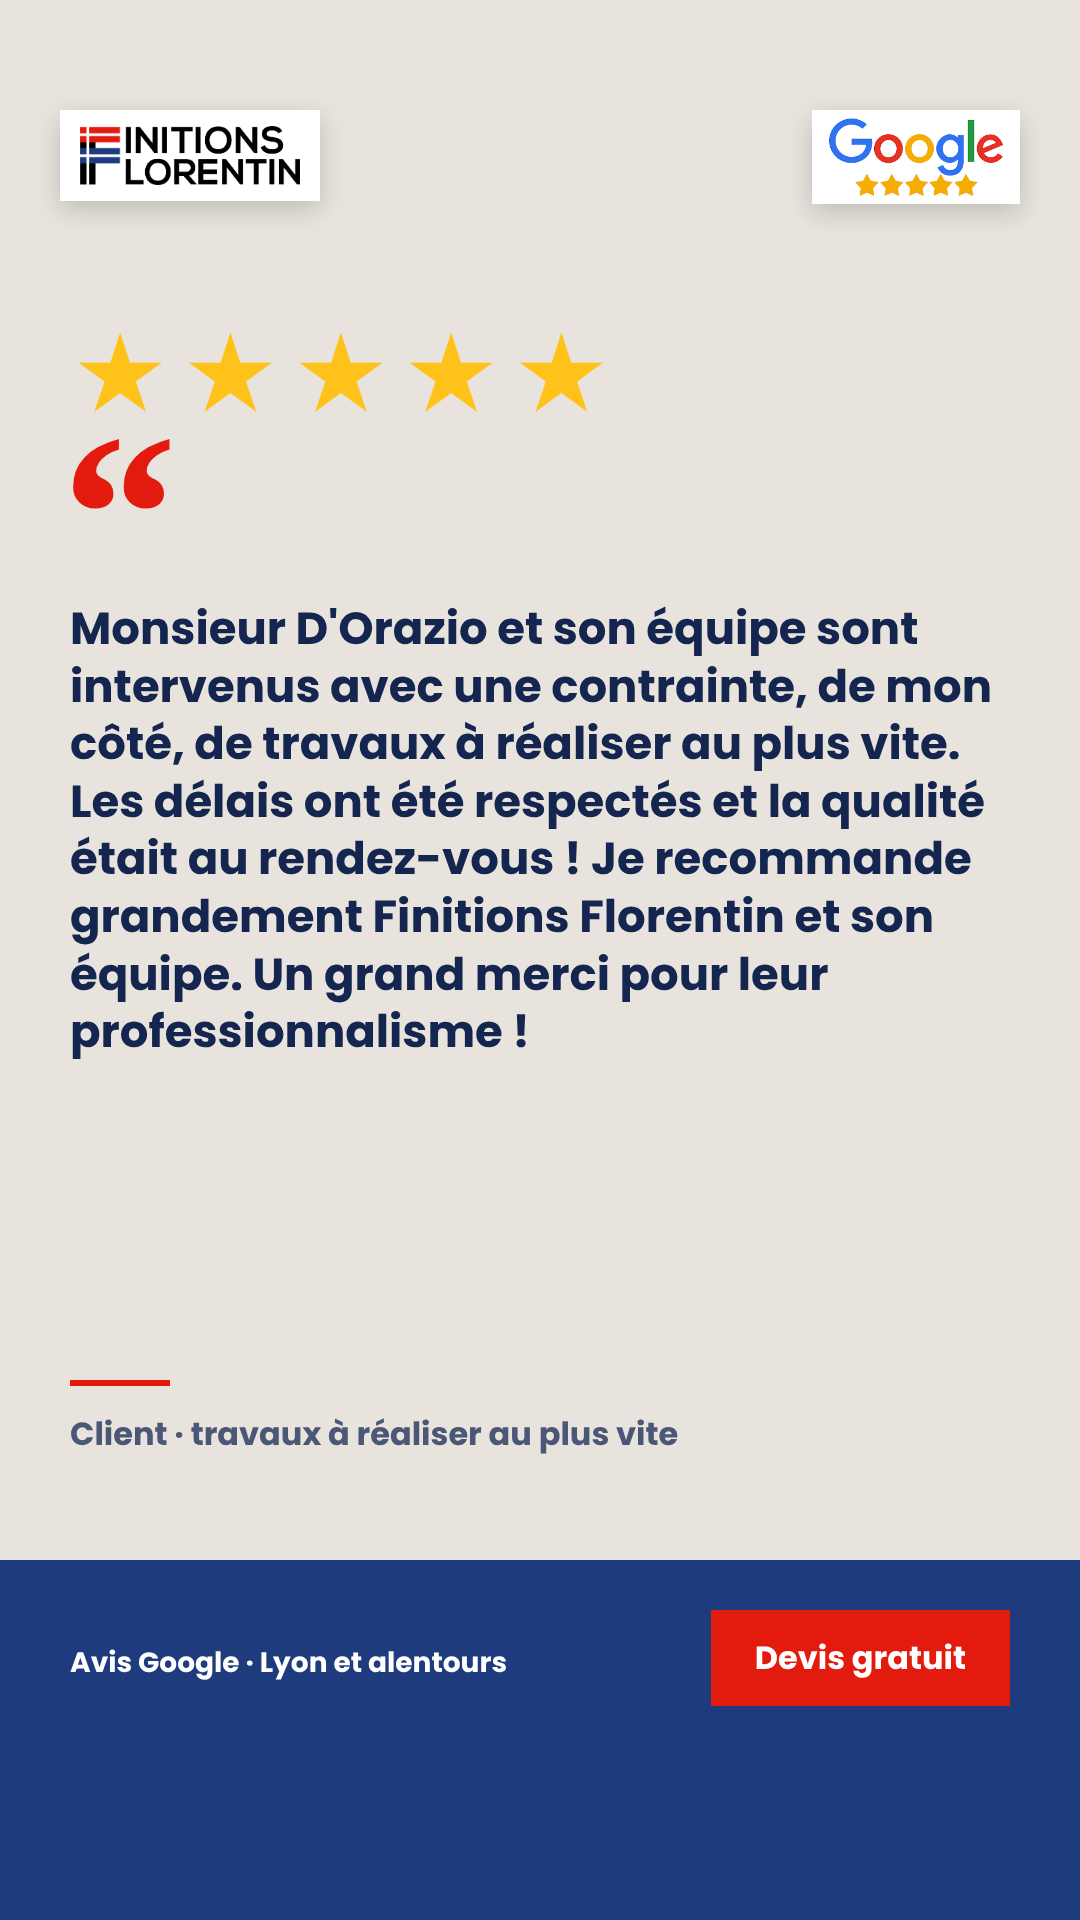 FINITIONS
FLORENTIN
Google
“
Monsieur D'Orazio et son équipe sont
intervenus avec une contrainte, de mon
côté, de travaux à réaliser au plus vite.
Les délais ont été respectés et la qualité
était au rendez-vous ! Je recommande
grandement Finitions Florentin et son
équipe. Un grand merci pour leur
professionnalisme !
Client · travaux à réaliser au plus vite
Avis Google · Lyon et alentours
Devis gratuit